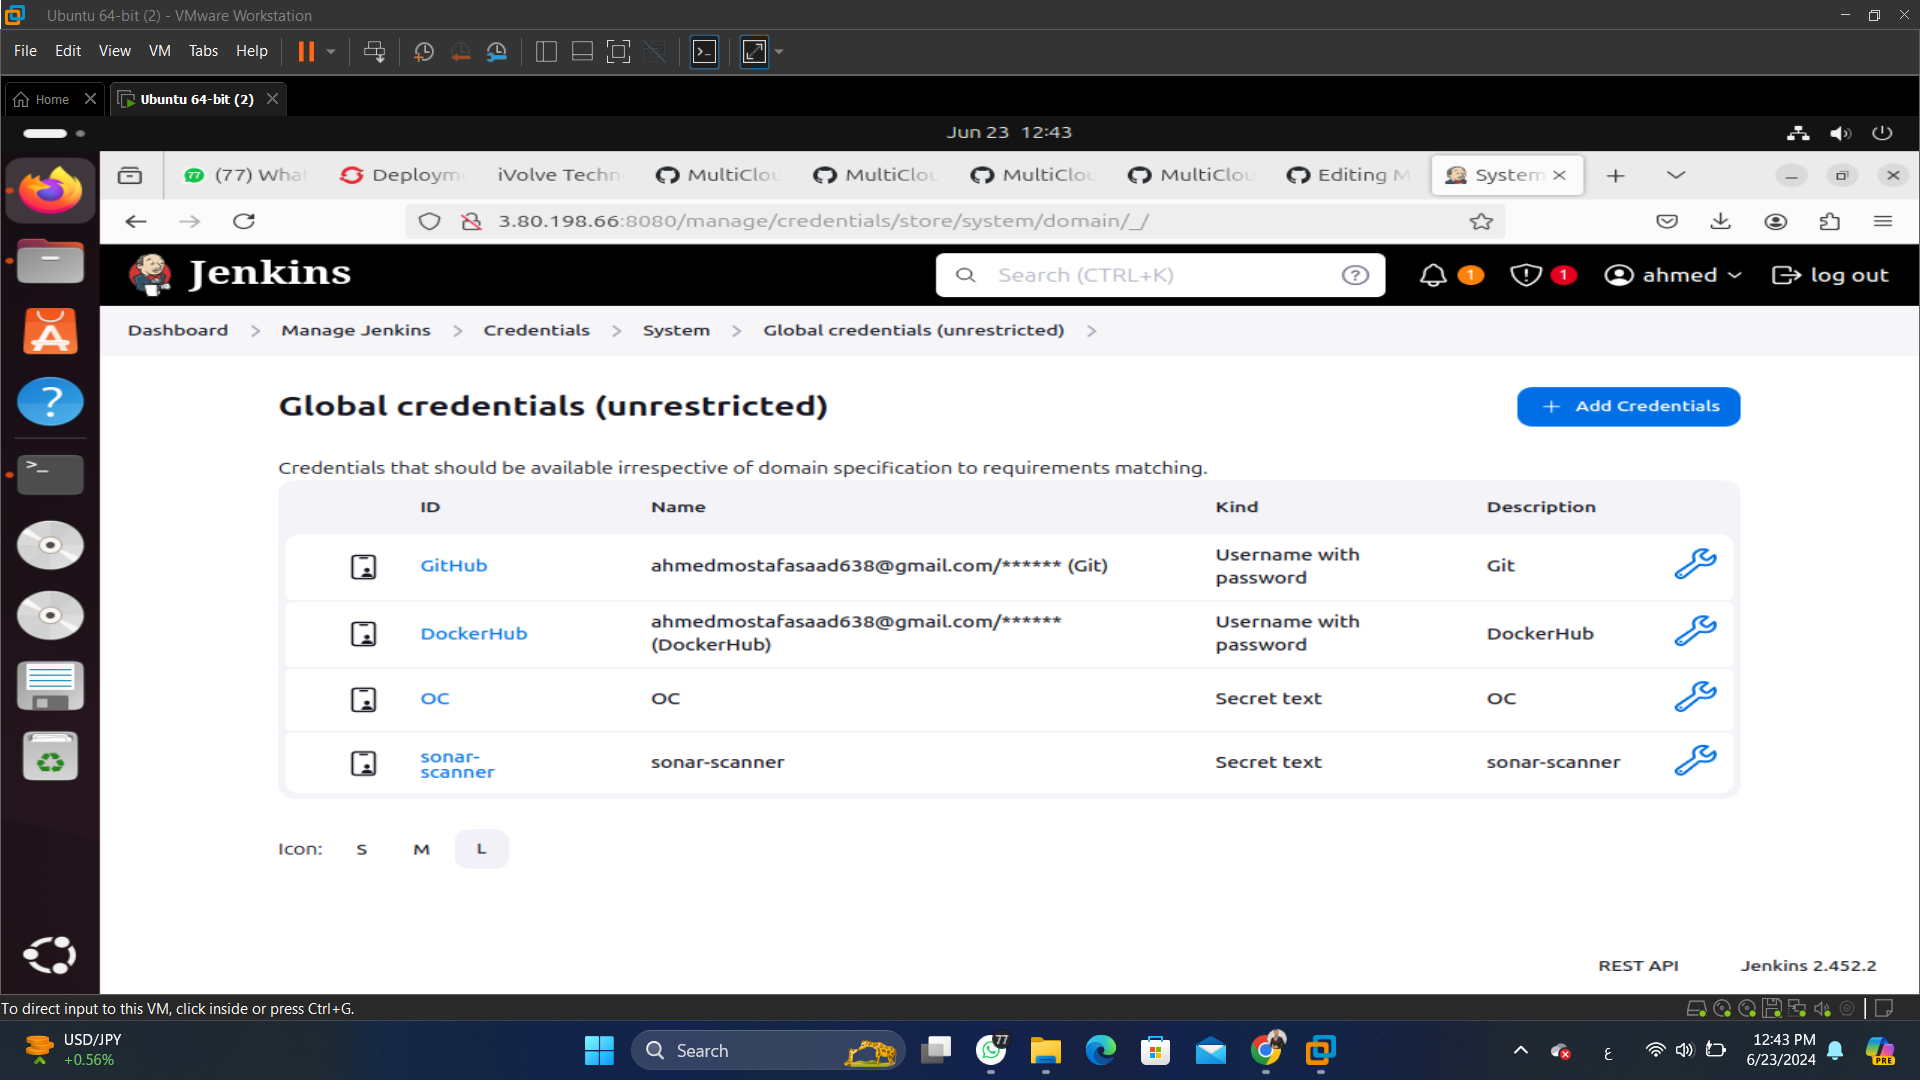 Ubuntu 64-bit (2) - VMware Workstation
File Edit View VM Tabs Help
Home
Ubuntu 64-bit (2)
Jun 23 12:43
(77) Wha
Deploym
iVolve Techn
MultiClou
MultiClou
MultiClou
MultiClou
Editing M
System
3.80.198.66:8080/manage/credentials/store/system/domain/_/
Jenkins
Search (CTRL+K)
1
1
ahmed
log out
Dashboard > Manage Jenkins > Credentials > System > Global credentials (unrestricted) >
Global credentials (unrestricted)
+ Add Credentials
Credentials that should be available irrespective of domain specification to requirements matching.
ID Name Kind Description
GitHub ahmedmostafasaad638@gmail.com/****** (Git) Username with password Git
DockerHub ahmedmostafasaad638@gmail.com/****** (DockerHub) Username with password DockerHub
OC OC Secret text OC
sonar-scanner sonar-scanner Secret text sonar-scanner
Icon: S M L
REST API Jenkins 2.452.2
To direct input to this VM, click inside or press Ctrl+G.
USD/JPY
+0.56%
Search
77
ع
12:43 PM
6/23/2024
PRE